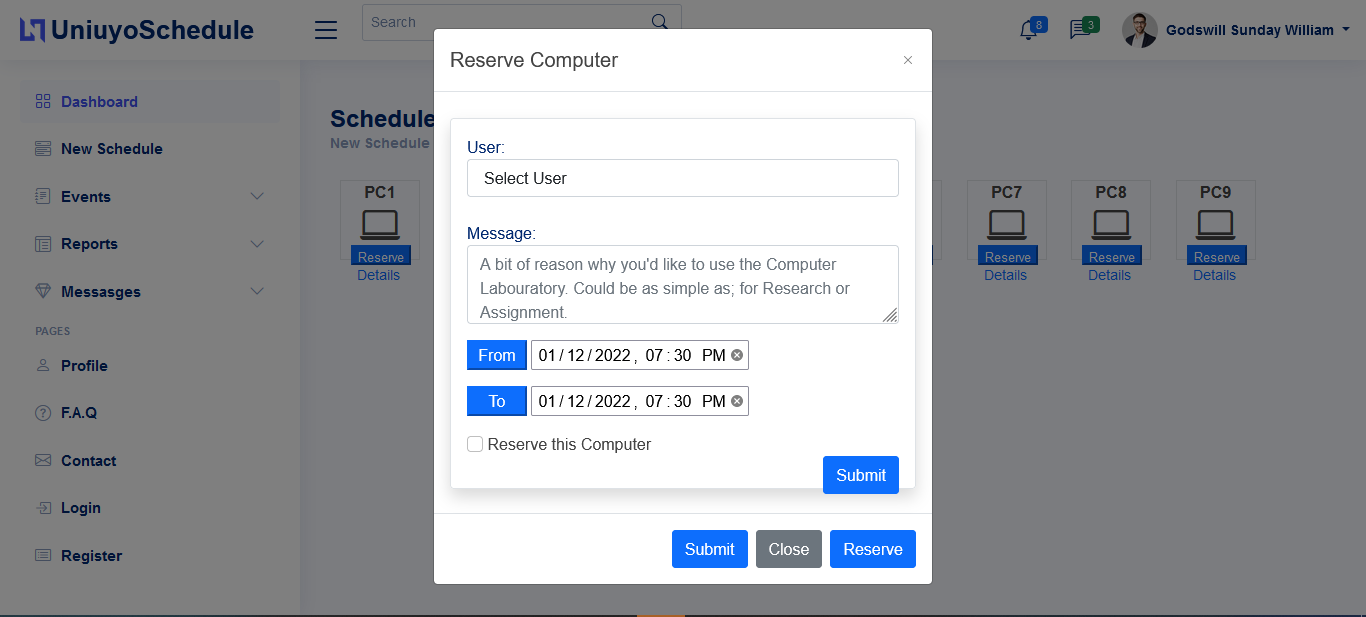 UniuyoSchedule
Search
8
3
Godswill Sunday William
Reserve Computer
×
Dashboard
New Schedule
Events
Reports
Messasges
PAGES
Profile
F.A.Q
Contact
Login
Register
Schedule
New Schedule
PC1
Reserve
Details
User:
Select User
Message:
A bit of reason why you'd like to use the Computer
Labouratory. Could be as simple as; for Research or
Assignment.
From 01/12/2022, 07:30 PM
To 01/12/2022, 07:30 PM
Reserve this Computer
Submit
Submit Close Reserve
PC7 PC8 PC9
Reserve Reserve Reserve
Details Details Details